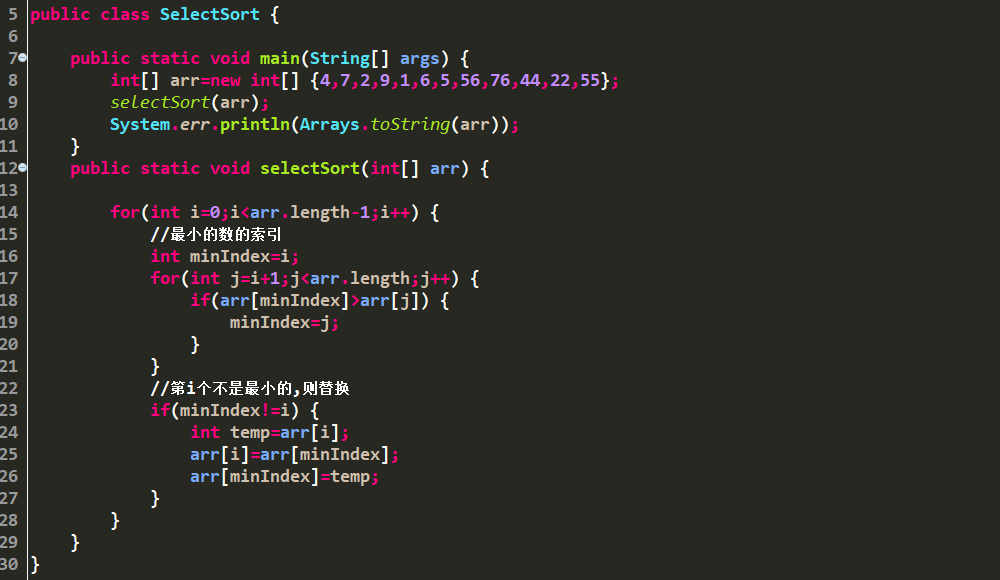 5 public class SelectSort {
6
7 public static void main(String[] args) {
8 int[] arr=new int[] {4,7,2,9,1,6,5,56,76,44,22,55};
9 selectSort(arr);
10 System.err.println(Arrays.toString(arr));
11 }
12 public static void selectSort(int[] arr) {
13
14 for(int i=0;i<arr.length-1;i++) {
15 //最小的数的索引
16 int minIndex=i;
17 for(int j=i+1;j<arr.length;j++) {
18 if(arr[minIndex]>arr[j]) {
19 minIndex=j;
20 }
21 }
22 //第i个不是最小的,则替换
23 if(minIndex!=i) {
24 int temp=arr[i];
25 arr[i]=arr[minIndex];
26 arr[minIndex]=temp;
27 }
28 }
29 }
30 }